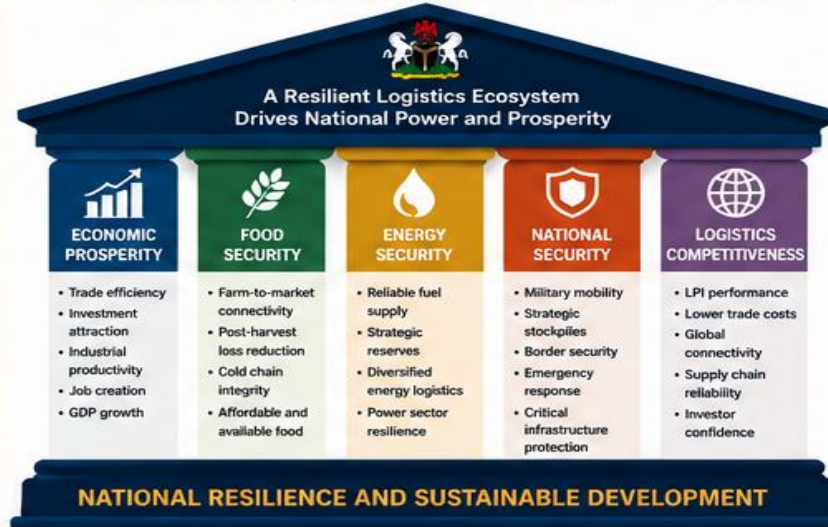 A Resilient Logistics Ecosystem
Drives National Power and Prosperity
ECONOMIC
PROSPERITY
• Trade efficiency
• Investment
attraction
• Industrial
productivity
• Job creation
• GDP growth
FOOD
SECURITY
• Farm-to-market
connectivity
• Post-harvest
loss reduction
• Cold chain
integrity
• Affordable and
available food
ENERGY
SECURITY
• Reliable fuel
supply
• Strategic
reserves
• Diversified
energy logistics
• Power sector
resilience
NATIONAL
SECURITY
• Military mobility
• Strategic
stockpiles
• Border security
• Emergency
response
• Critical
infrastructure
protection
LOGISTICS
COMPETITIVENESS
• LPI performance
• Lower trade costs
• Global
connectivity
• Supply chain
reliability
• Investor
confidence
NATIONAL RESILIENCE AND SUSTAINABLE DEVELOPMENT